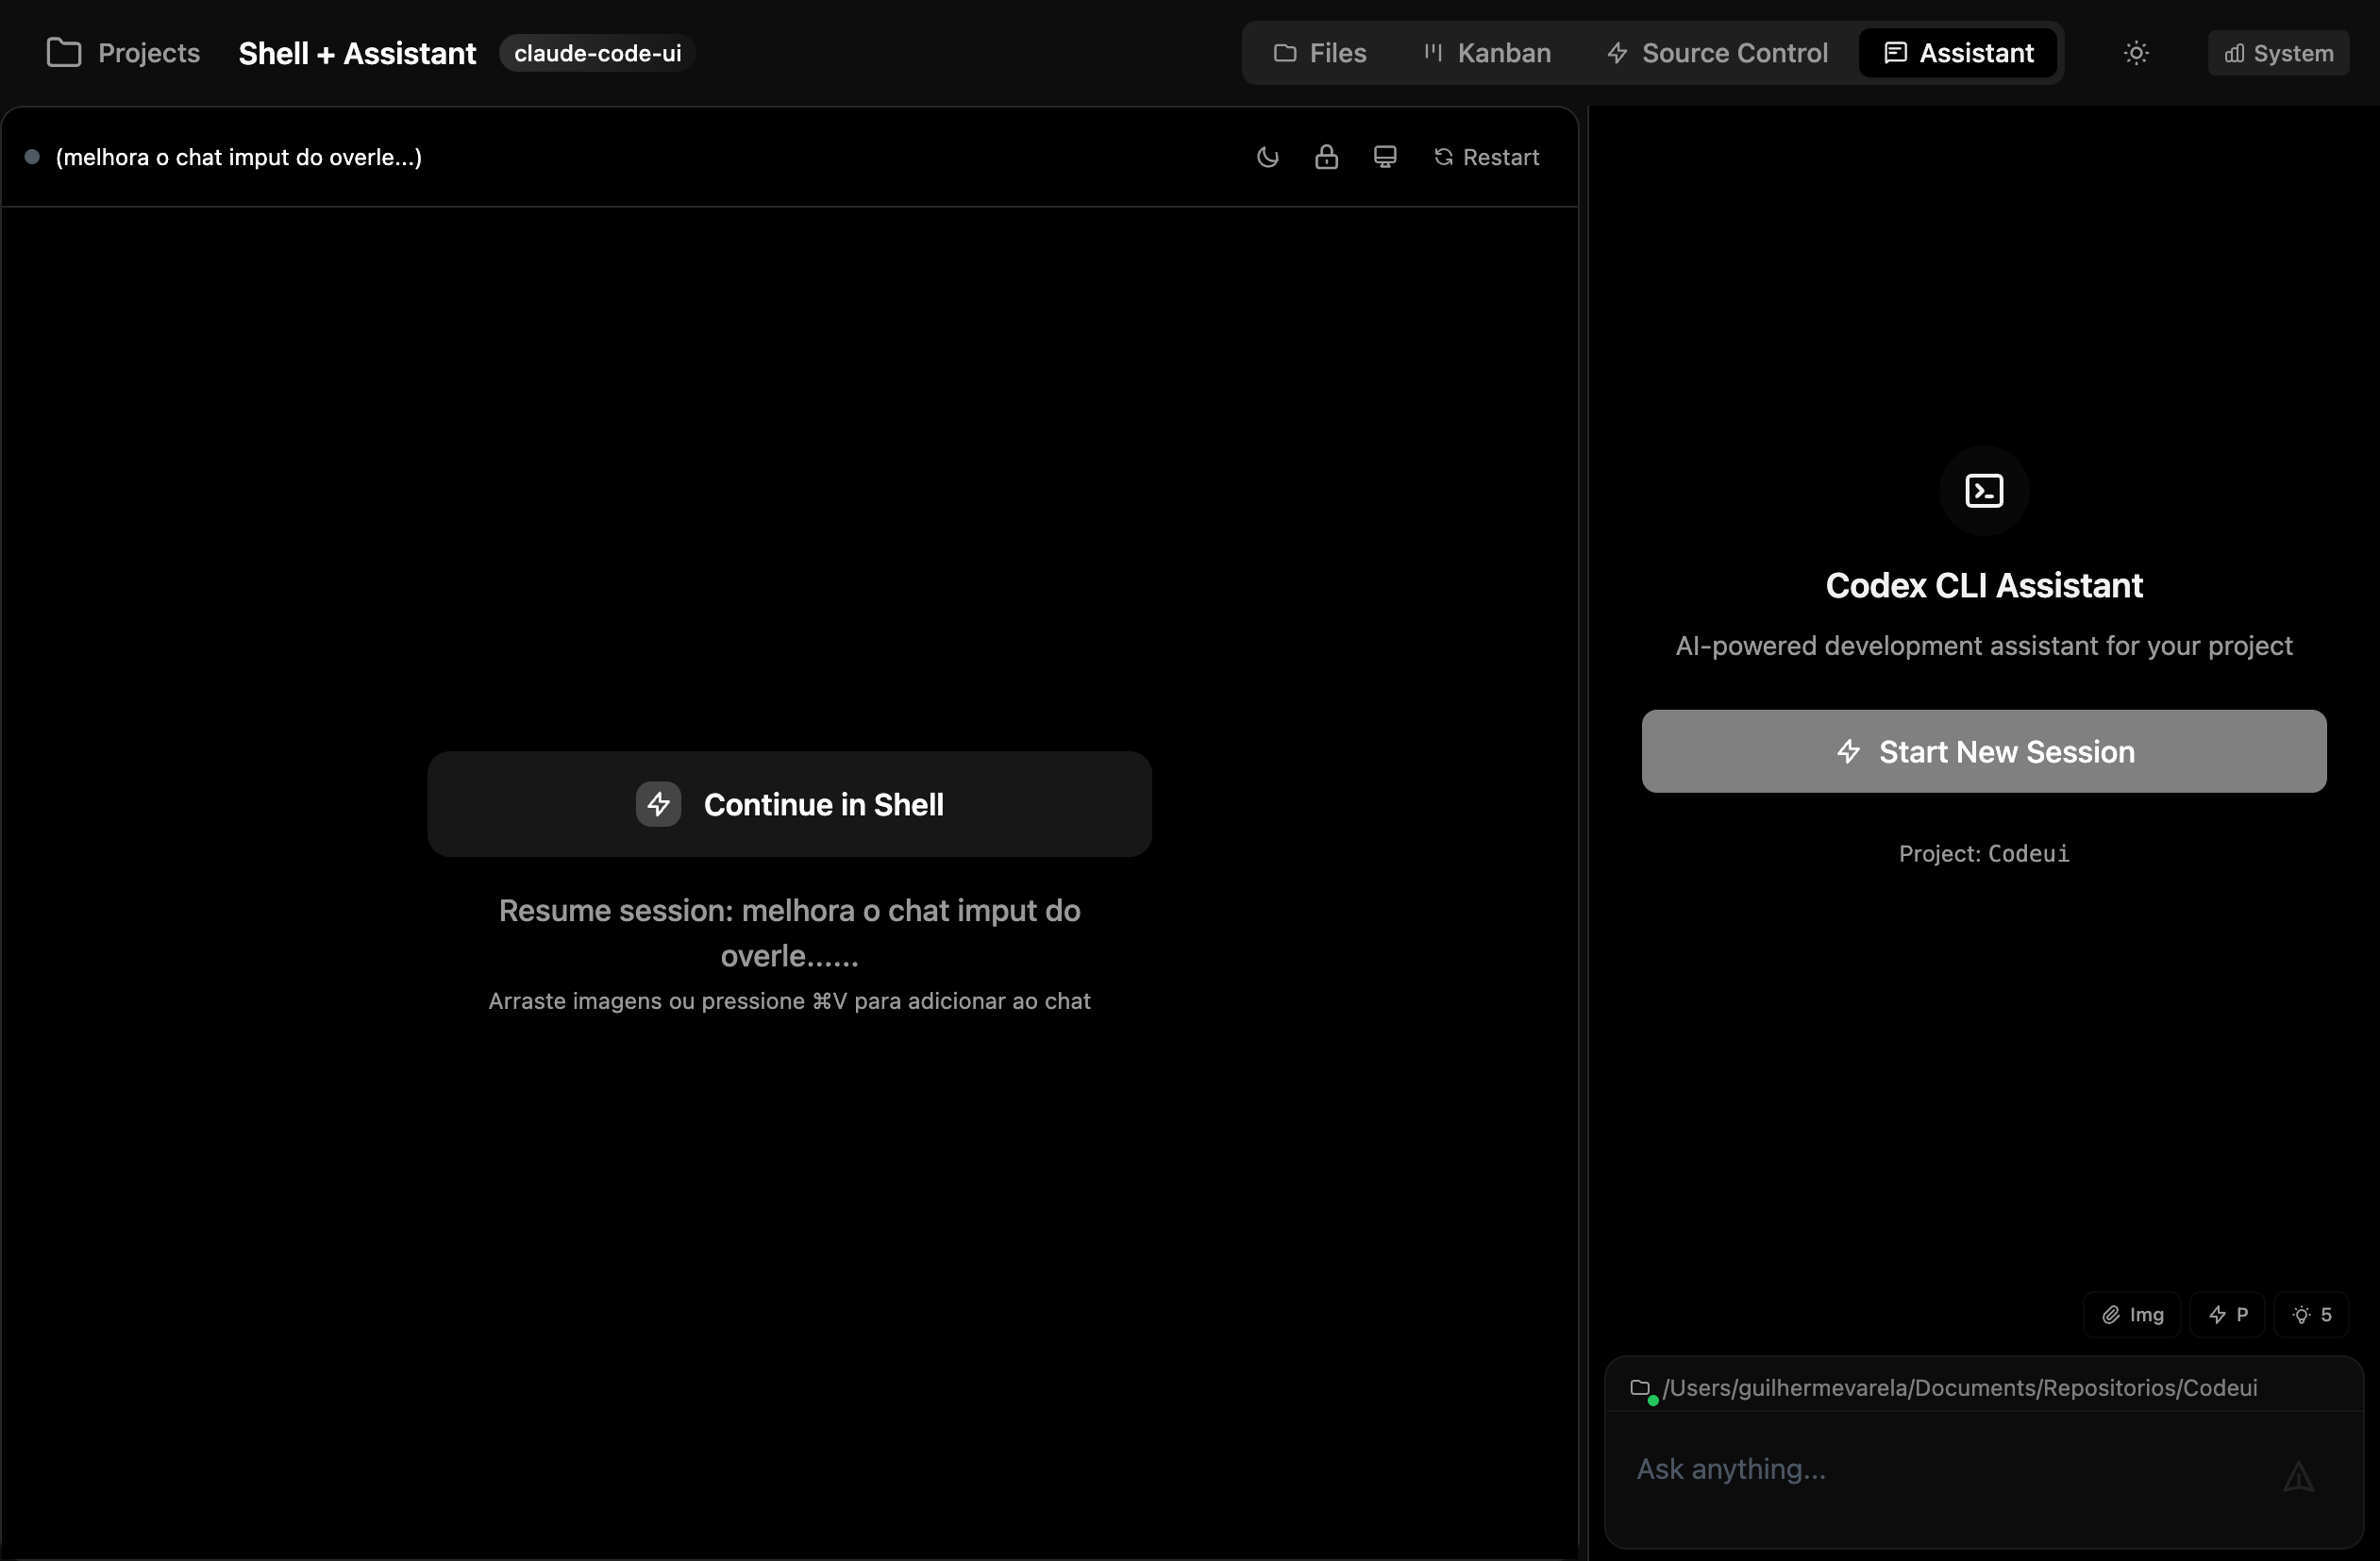 Projects
Shell + Assistant
claude-code-ui
Files
Kanban
Source Control
Assistant
System
(melhora o chat imput do overle...)
Restart
Continue in Shell
Resume session: melhora o chat imput do
overle......
Arraste imagens ou pressione ⌘V para adicionar ao chat
Codex CLI Assistant
AI-powered development assistant for your project
Start New Session
Project: Codeui
Img
P
5
/Users/guilhermevarela/Documents/Repositorios/Codeui
Ask anything...